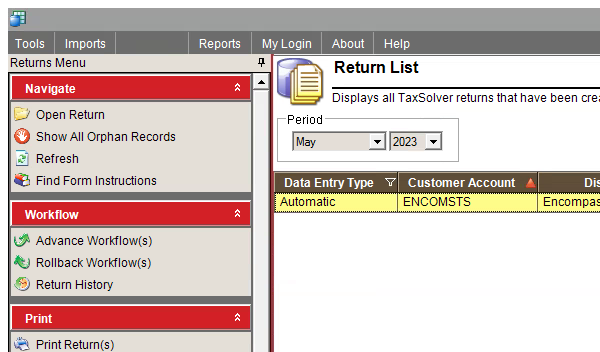 Tools Imports Reports My Login About Help
Returns Menu
Navigate
Open Return
Show All Orphan Records
Refresh
Find Form Instructions
Workflow
Advance Workflow(s)
Rollback Workflow(s)
Return History
Print
Print Return(s)
Return List
Displays all TaxSolver returns that have been crea
Period
May 2023
Data Entry Type Customer Account Dis
Automatic ENCOMSTS Encompas